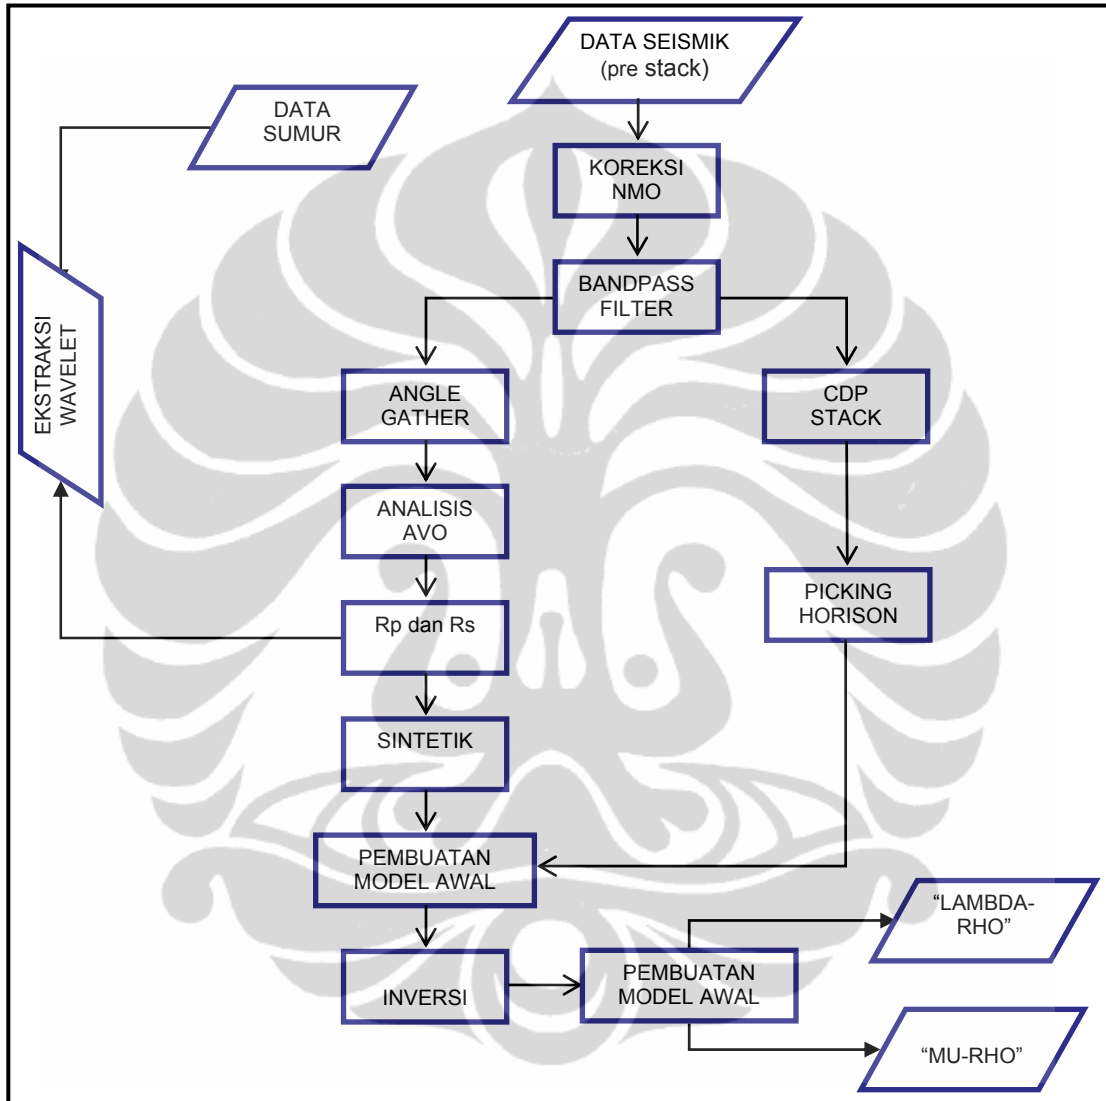 DATA SEISMIK
(pre stack)
DATA
SUMUR
KOREKSI
NMO
BANDPASS
FILTER
EKSTRAKSI
WAVELET
ANGLE
GATHER
CDP
STACK
ANALISIS
AVO
PICKING
HORISON
Rp dan Rs
SINTETIK
PEMBUATAN
MODEL AWAL
“LAMBDA-
RHO”
INVERSI
PEMBUATAN
MODEL AWAL
“MU-RHO”